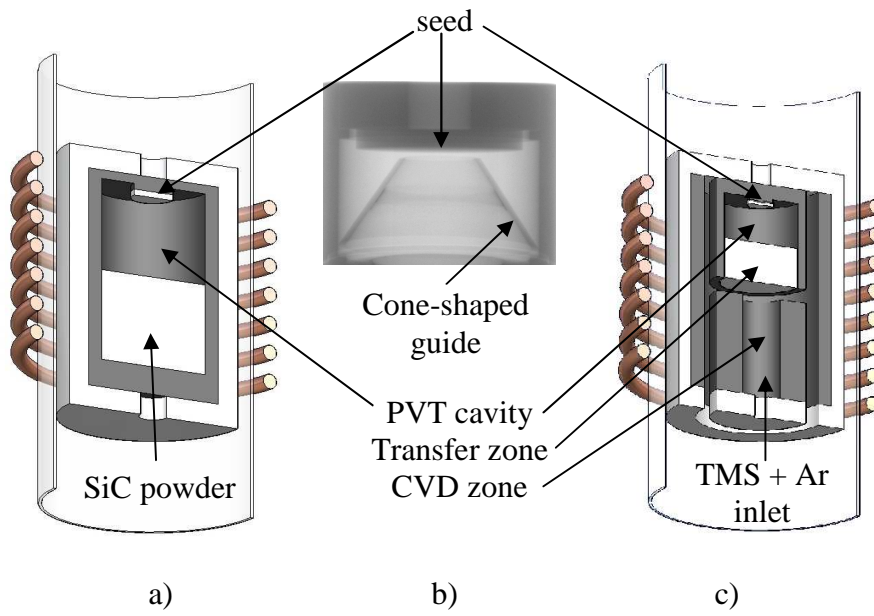 seed
Cone-shaped
guide
PVT cavity
Transfer zone
CVD zone
SiC powder
TMS + Ar
inlet
a)
b)
c)